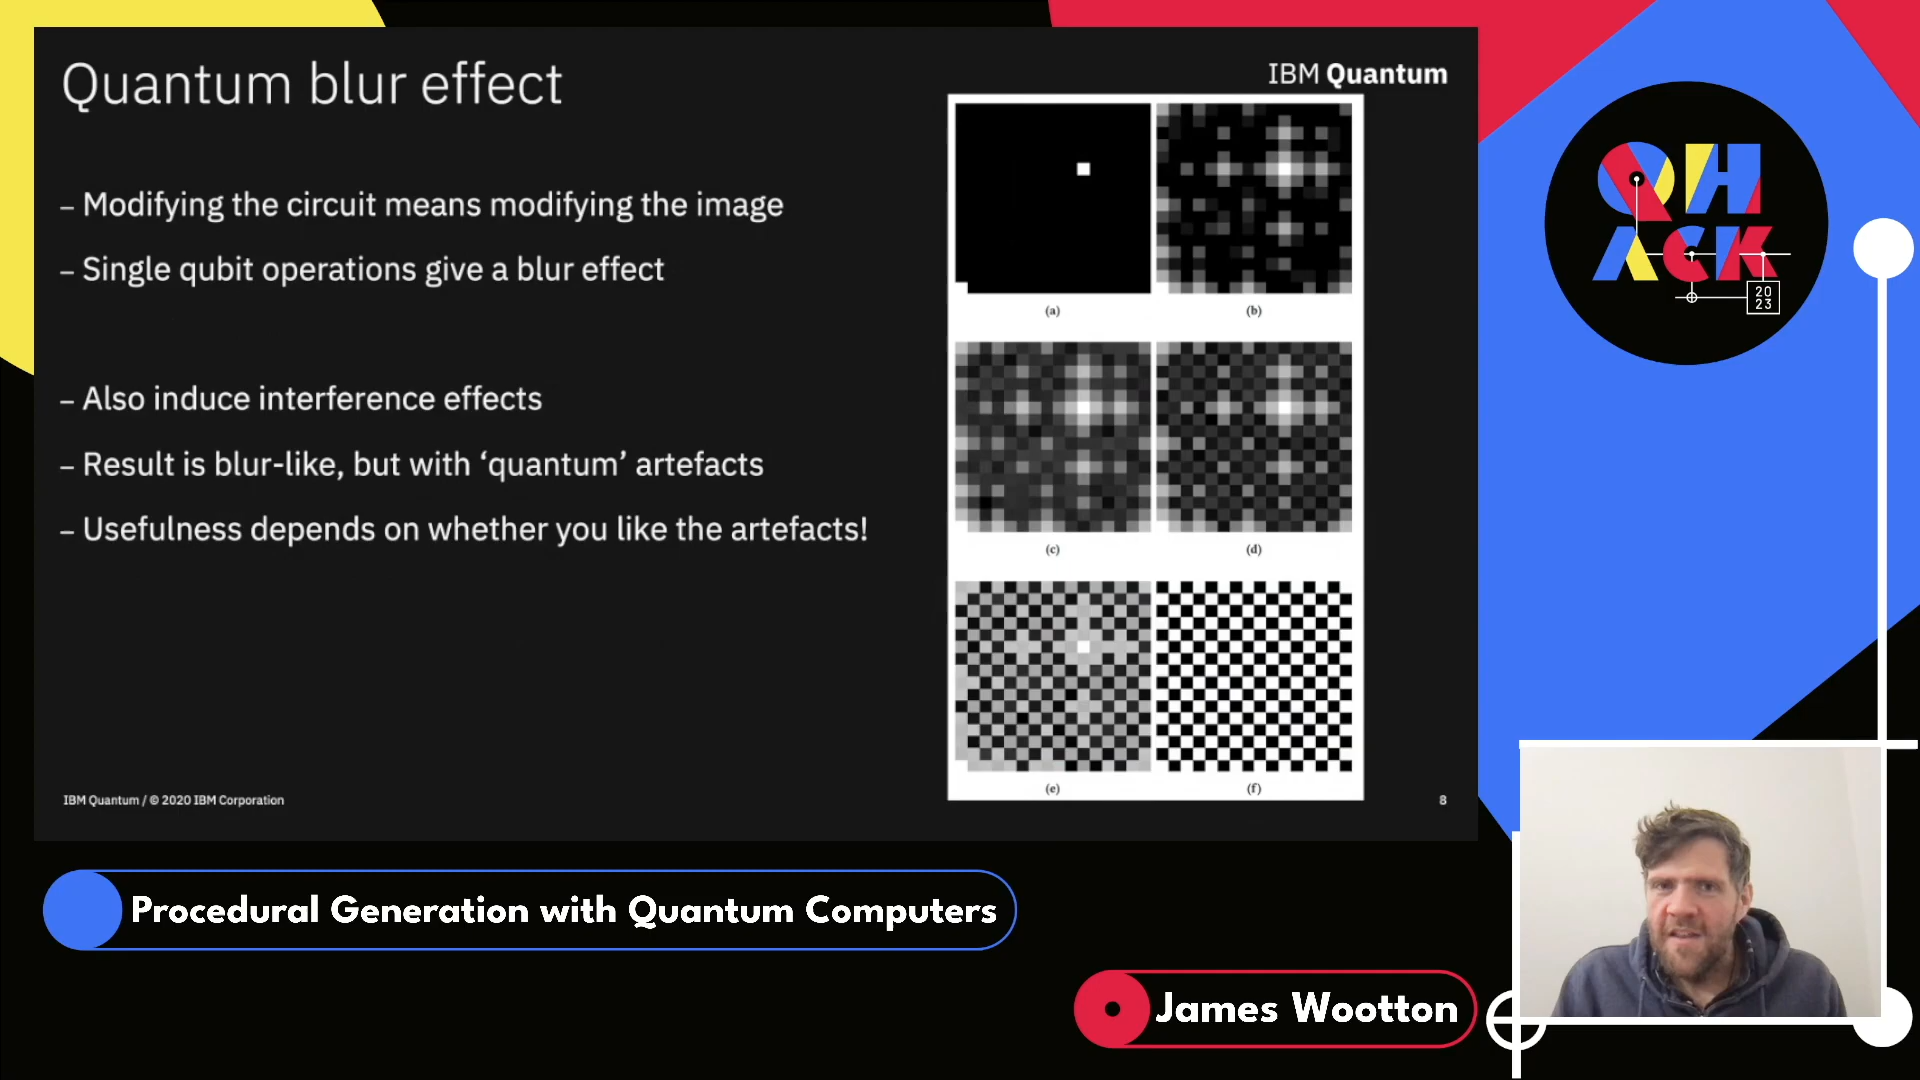 Quantum blur effect
IBM Quantum
– Modifying the circuit means modifying the image
– Single qubit operations give a blur effect
– Also induce interference effects
– Result is blur-like, but with ‘quantum’ artefacts
– Usefulness depends on whether you like the artefacts!
(a)
(b)
(c)
(d)
(e)
(f)
IBM Quantum / © 2020 IBM Corporation
8
QH
ACK
20
23
Procedural Generation with Quantum Computers
James Wootton